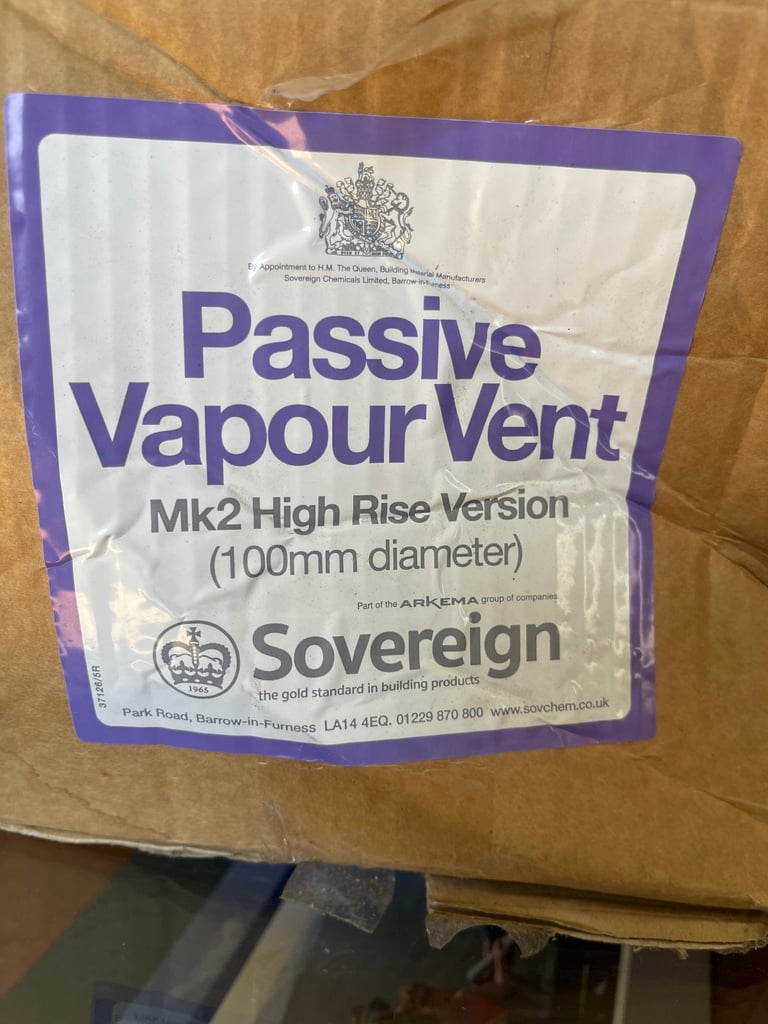 By Appointment to H.M. The Queen, Building Material Manufacturers
Sovereign Chemicals Limited, Barrow-in-Furness
Passive
Vapour Vent
Mk2 High Rise Version
(100mm diameter)
Part of the ARKEMA group of companies.
1965
Sovereign
the gold standard in building products
37126/5R
Park Road, Barrow-in-Furness LA14 4EQ. 01229 870 800 www.sovchem.co.uk